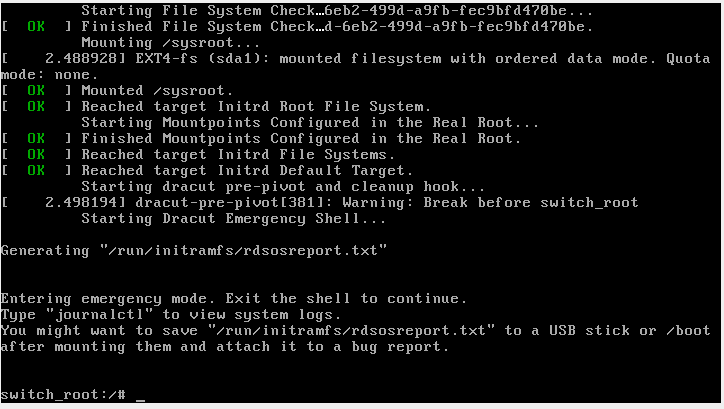 Starting File System Check…6eb2-499d-a9fb-fec9bfd470be...
[  OK  ] Finished File System Check…d-6eb2-499d-a9fb-fec9bfd470be.
Mounting /sysroot...
[    2.488928] EXT4-fs (sda1): mounted filesystem with ordered data mode. Quota
mode: none.
[  OK  ] Mounted /sysroot.
[  OK  ] Reached target Initrd Root File System.
Starting Mountpoints Configured in the Real Root...
[  OK  ] Finished Mountpoints Configured in the Real Root.
[  OK  ] Reached target Initrd File Systems.
[  OK  ] Reached target Initrd Default Target.
Starting dracut pre-pivot and cleanup hook...
[    2.498194] dracut-pre-pivot[381]: Warning: Break before switch_root
Starting Dracut Emergency Shell...
Generating "/run/initramfs/rdsosreport.txt"
Entering emergency mode. Exit the shell to continue.
Type "journalctl" to view system logs.
You might want to save "/run/initramfs/rdsosreport.txt" to a USB stick or /boot
after mounting them and attach it to a bug report.
switch_root:/# _